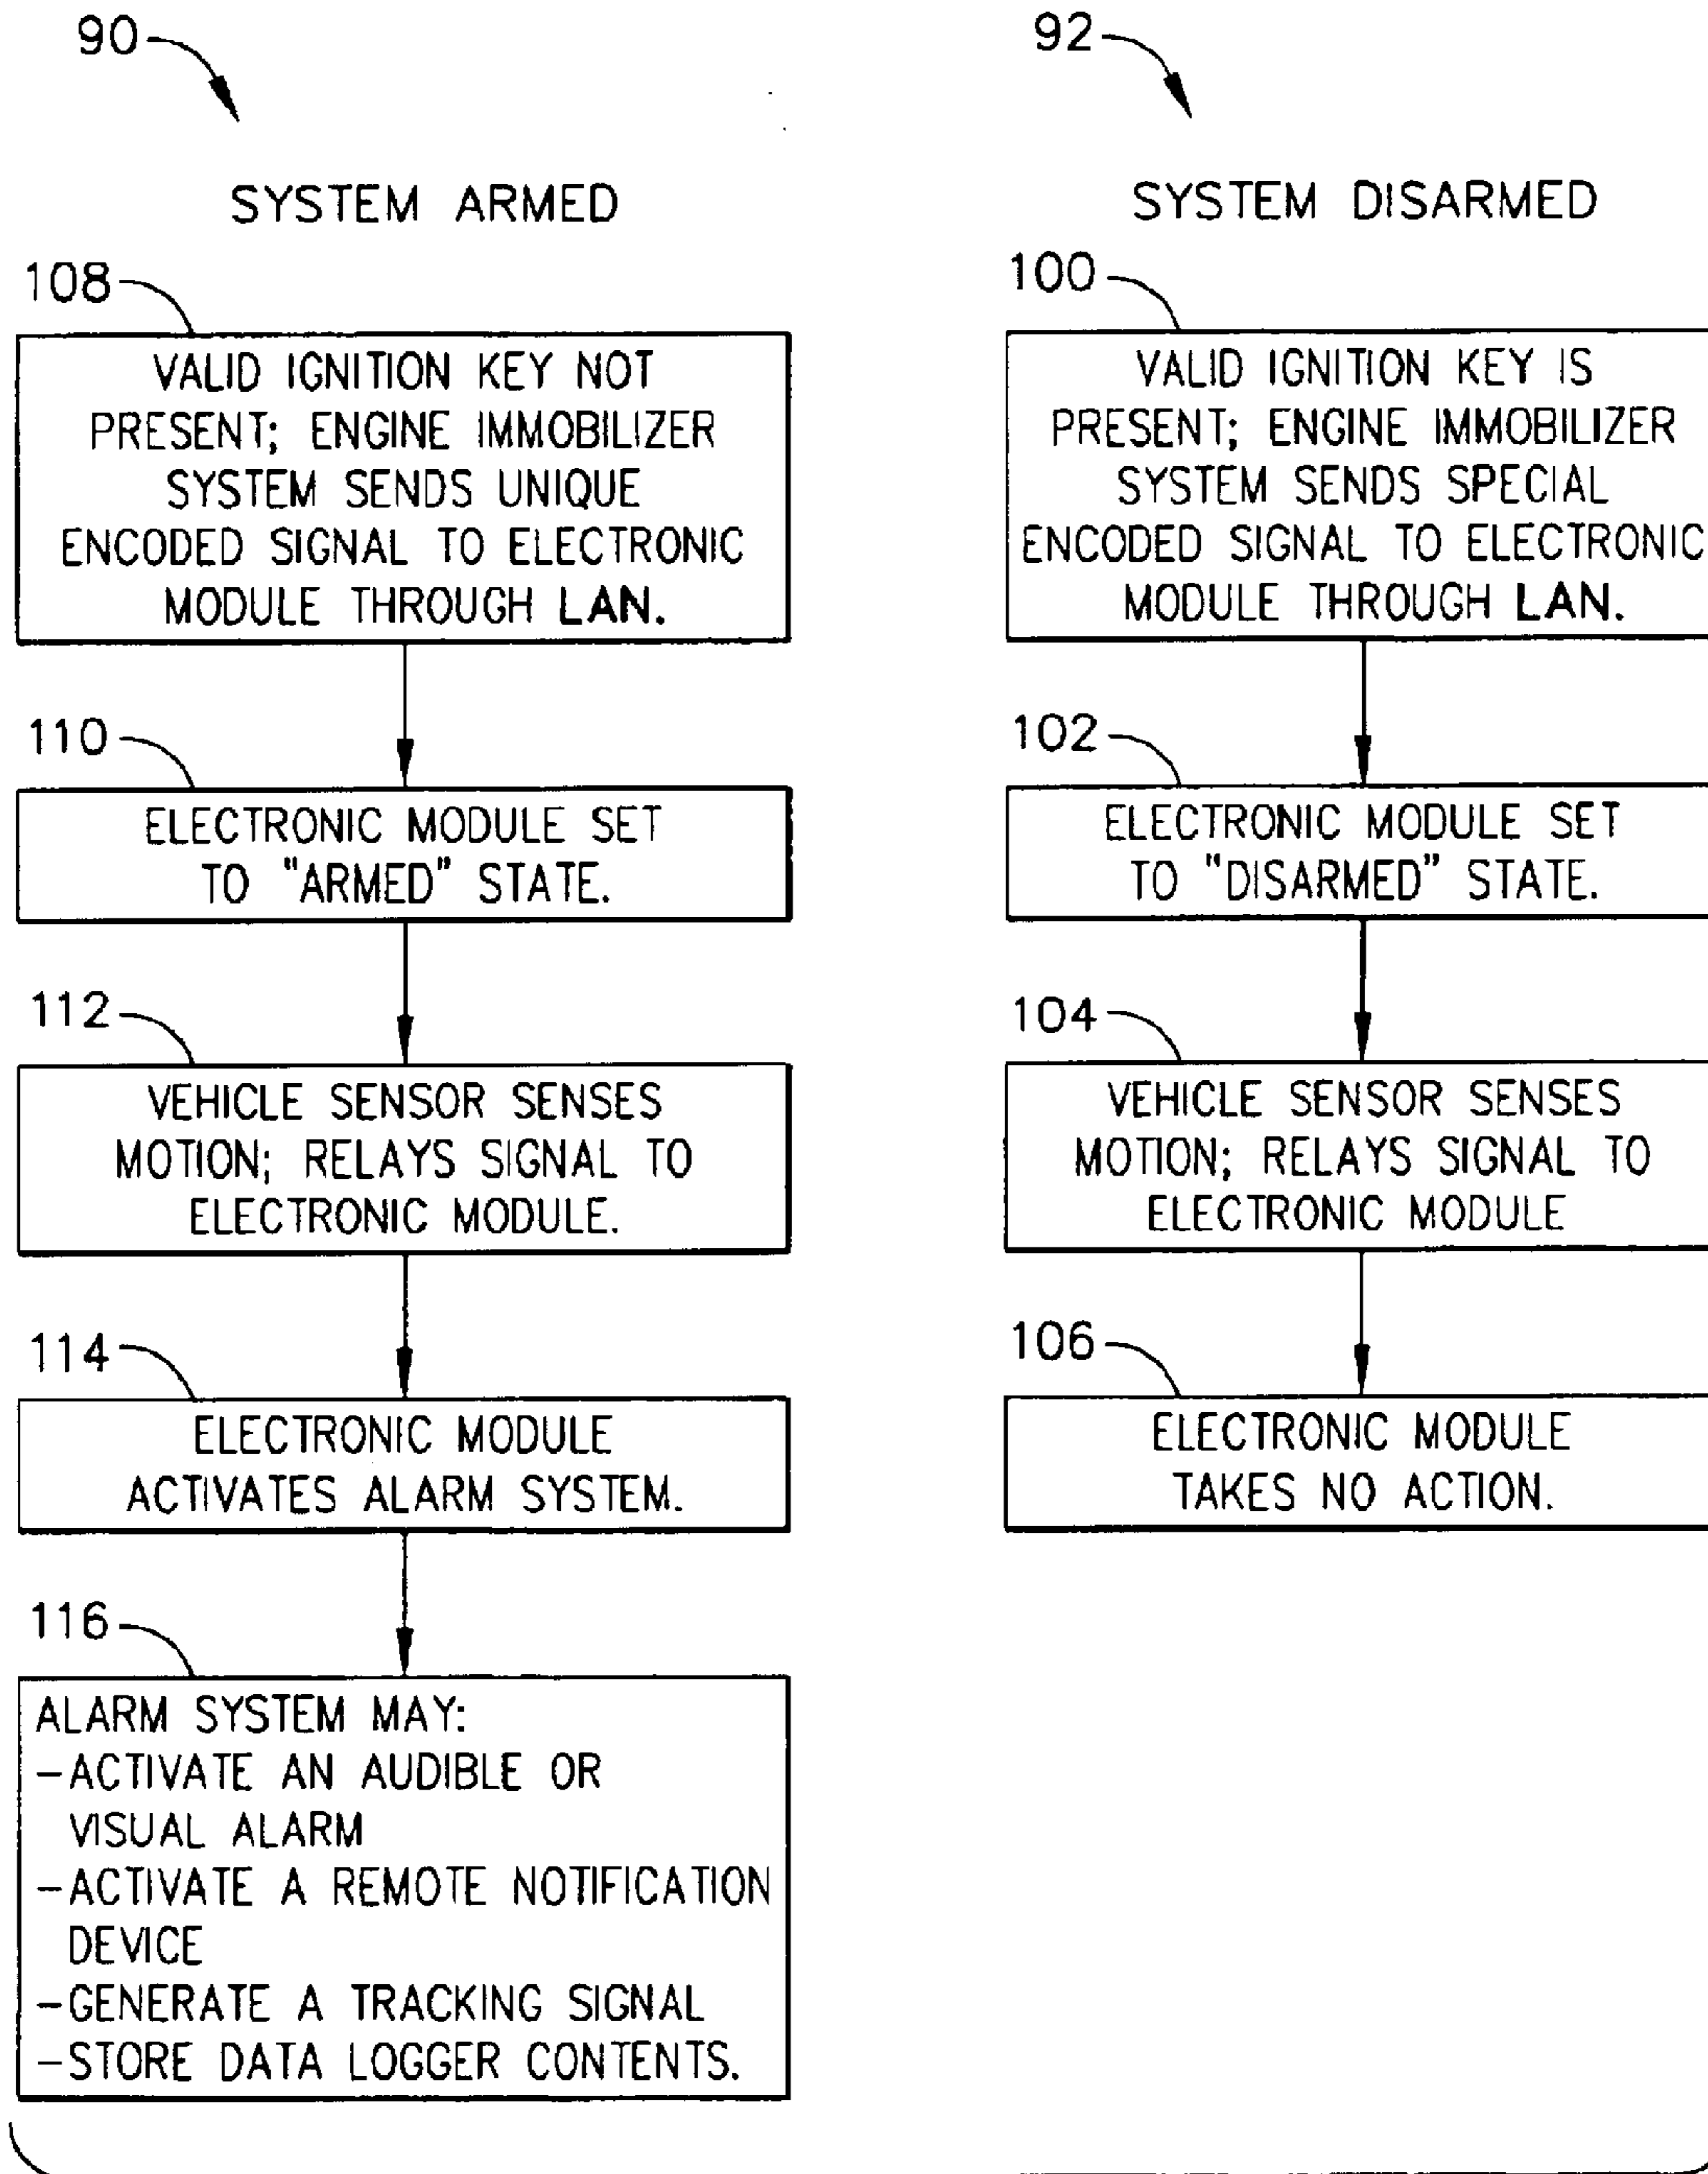 90
SYSTEM ARMED
108
VALID IGNITION KEY NOT
PRESENT; ENGINE IMMOBILIZER
SYSTEM SENDS UNIQUE
ENCODED SIGNAL TO ELECTRONIC
MODULE THROUGH LAN.
110
ELECTRONIC MODULE SET
TO "ARMED" STATE.
112
VEHICLE SENSOR SENSES
MOTION; RELAYS SIGNAL TO
ELECTRONIC MODULE.
114
ELECTRONIC MODULE
ACTIVATES ALARM SYSTEM.
116
ALARM SYSTEM MAY:
-ACTIVATE AN AUDIBLE OR
VISUAL ALARM
-ACTIVATE A REMOTE NOTIFICATION
DEVICE
-GENERATE A TRACKING SIGNAL
-STORE DATA LOGGER CONTENTS.
92
SYSTEM DISARMED
100
VALID IGNITION KEY IS
PRESENT; ENGINE IMMOBILIZER
SYSTEM SENDS SPECIAL
ENCODED SIGNAL TO ELECTRONIC
MODULE THROUGH LAN.
102
ELECTRONIC MODULE SET
TO "DISARMED" STATE.
104
VEHICLE SENSOR SENSES
MOTION; RELAYS SIGNAL TO
ELECTRONIC MODULE
106
ELECTRONIC MODULE
TAKES NO ACTION.